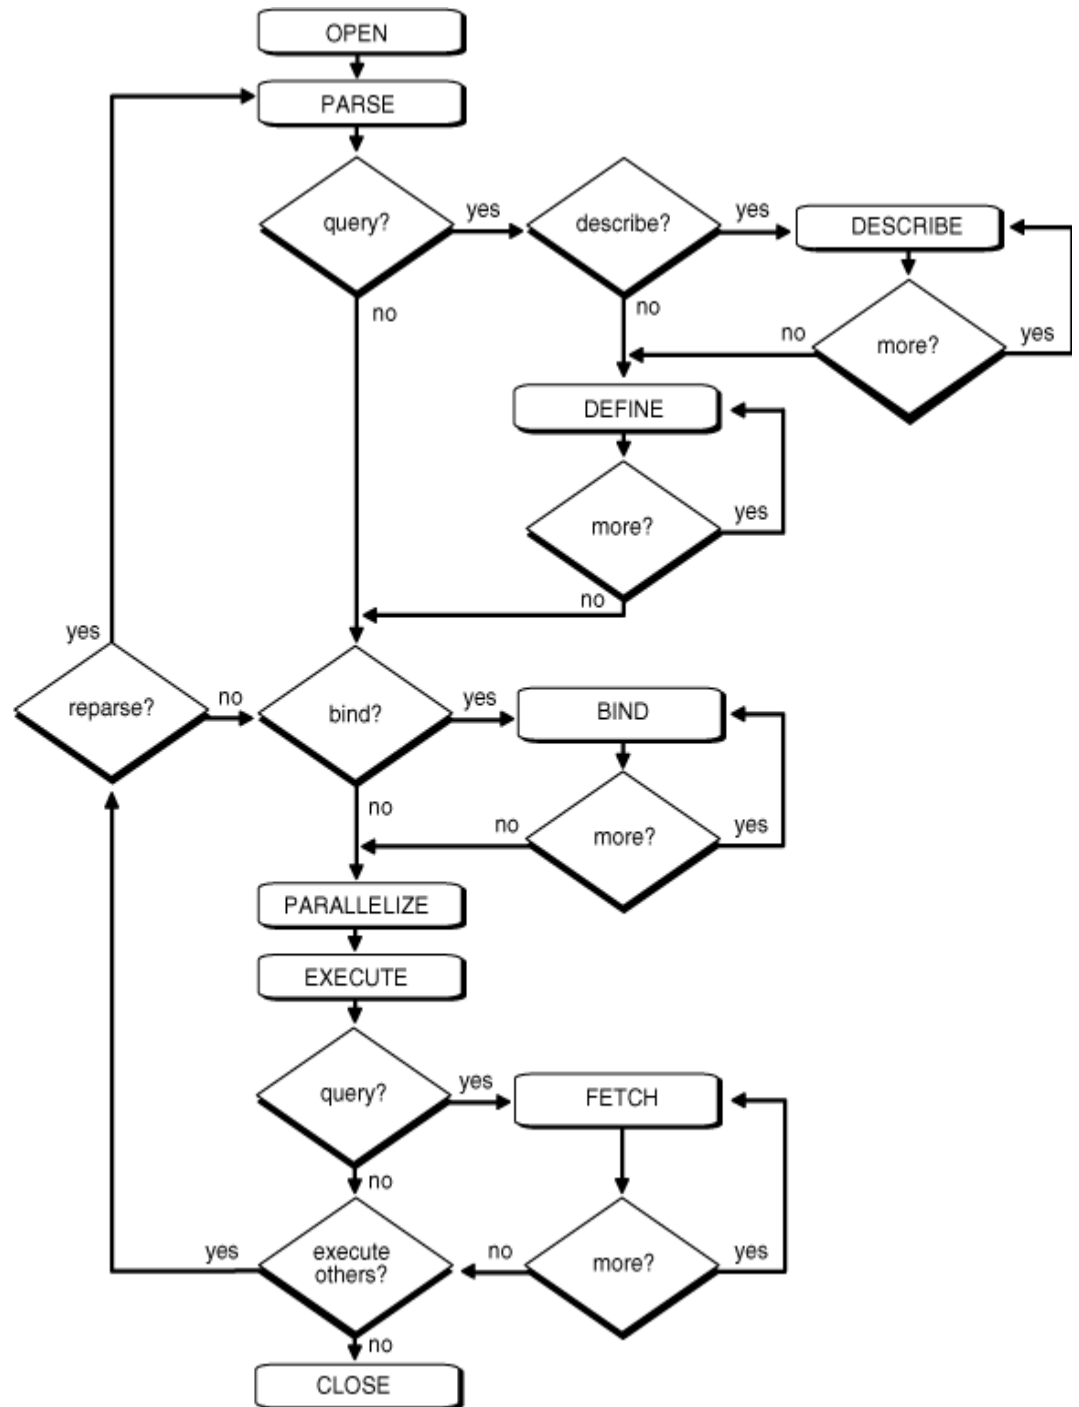 OPEN
PARSE
query?
yes
describe?
yes
DESCRIBE
no
no
no
more?
yes
DEFINE
more?
yes
no
yes
reparse?
no
bind?
yes
BIND
no
no
more?
yes
PARALLELIZE
EXECUTE
query?
yes
FETCH
no
yes
execute
others?
no
more?
yes
no
CLOSE